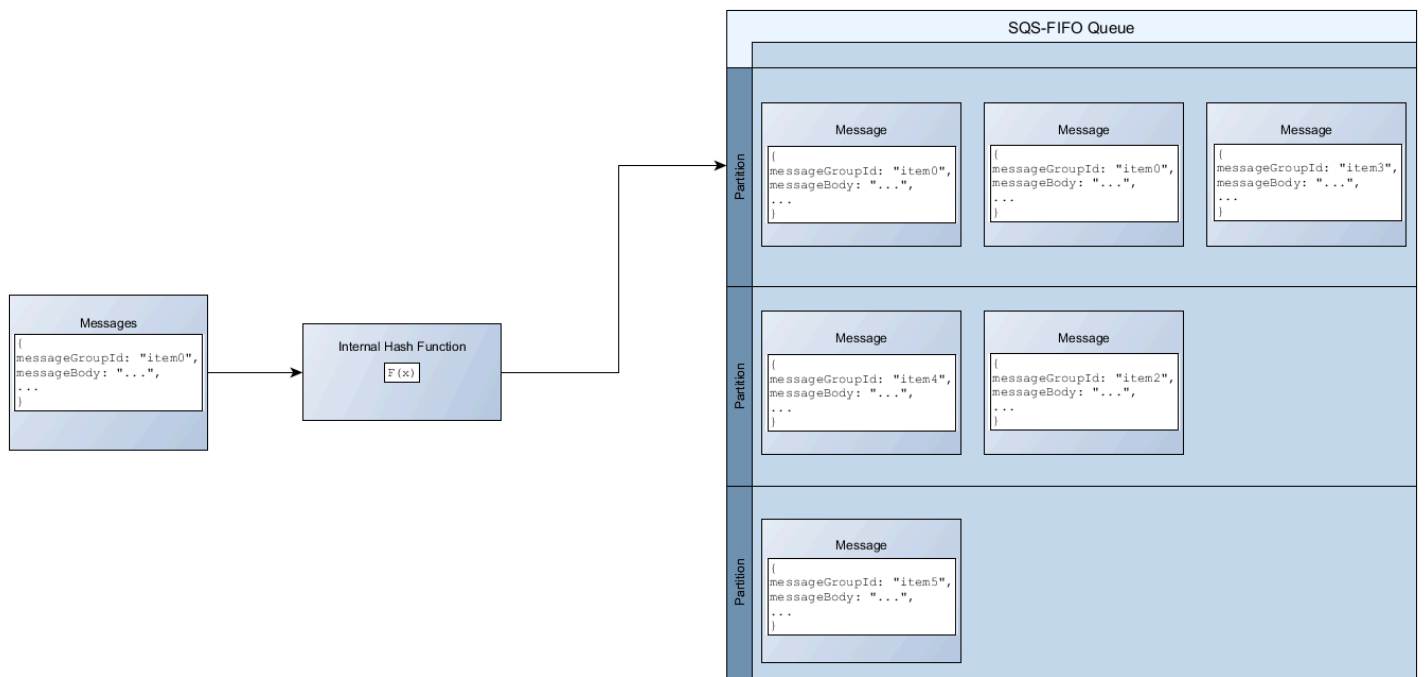 SQS-FIFO Queue
Partition
Message
{
messageGroupId: "item0",
messageBody: "...",
...
}
Message
{
messageGroupId: "item0",
messageBody: "...",
...
}
Message
{
messageGroupId: "item3",
messageBody: "...",
...
}
Messages
{
messageGroupId: "item0",
messageBody: "...",
...
}
Internal Hash Function
F(x)
Partition
Message
{
messageGroupId: "item4",
messageBody: "...",
...
}
Message
{
messageGroupId: "item2",
messageBody: "...",
...
}
Partition
Message
{
messageGroupId: "item5",
messageBody: "...",
...
}